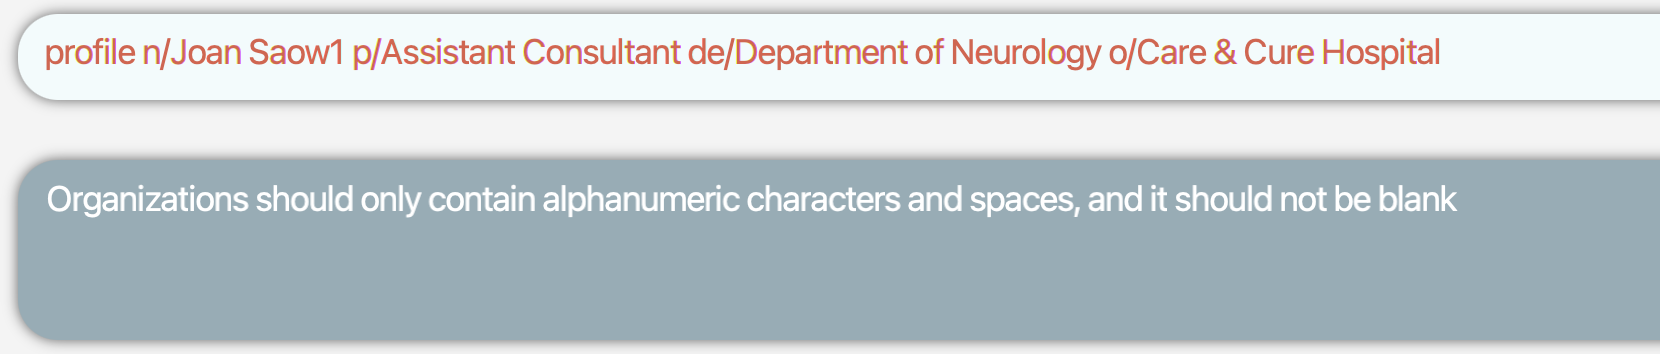 profile n/Joan Saow1 p/Assistant Consultant de/Department of Neurology o/Care & Cure Hospital
Organizations should only contain alphanumeric characters and spaces, and it should not be blank